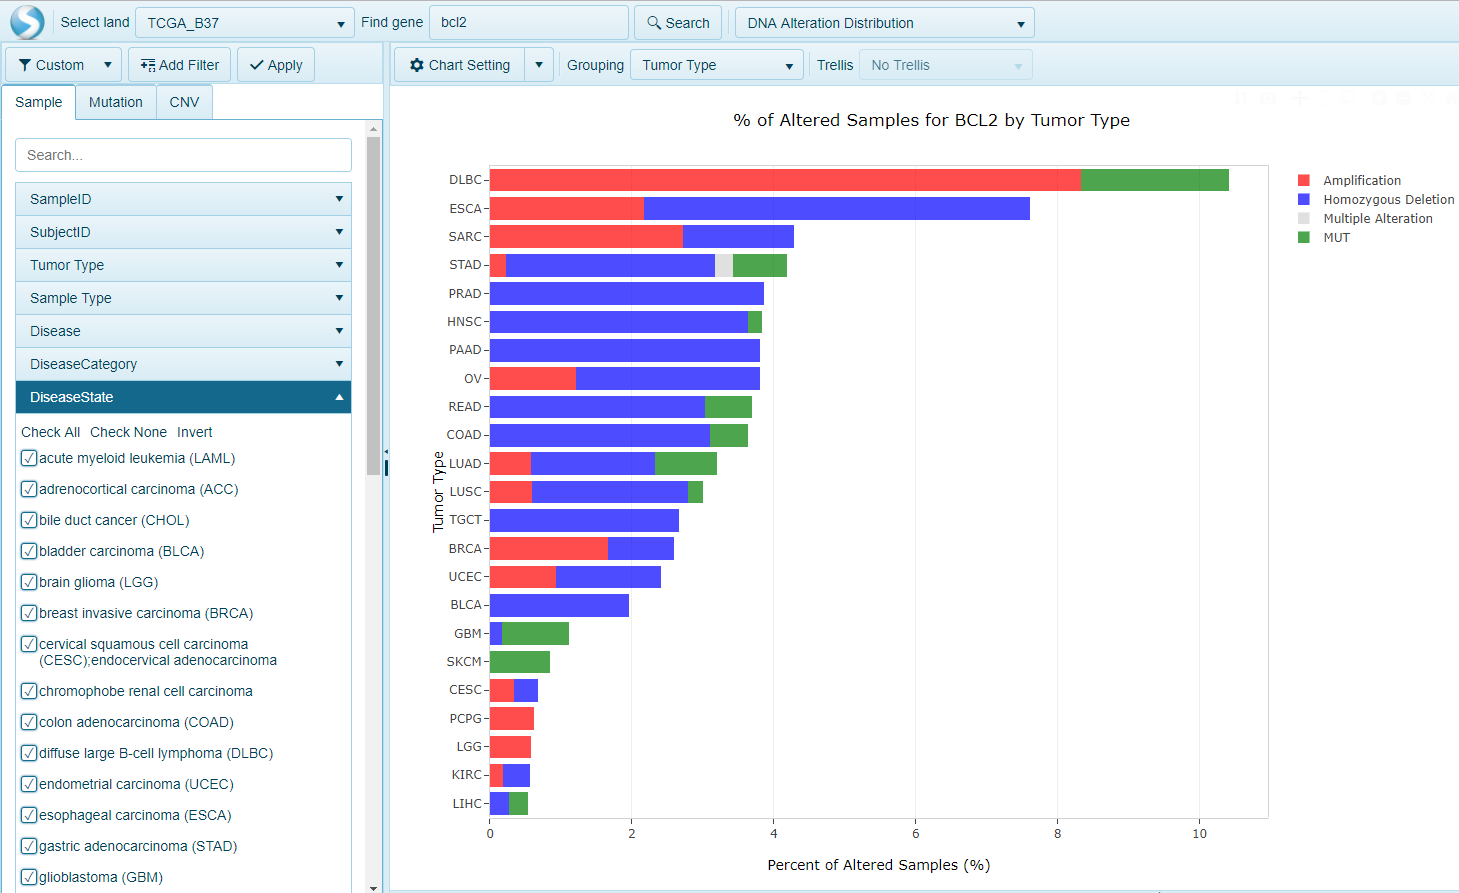 Select land TCGA_B37 Find gene bcl2 Search DNA Alteration Distribution
Custom Add Filter Apply
Chart Setting Grouping Tumor Type Trellis No Trellis
Sample Mutation CNV
Search...
SampleID
SubjectID
Tumor Type
Sample Type
Disease
DiseaseCategory
DiseaseState
Check All Check None Invert
acute myeloid leukemia (LAML)
adrenocortical carcinoma (ACC)
bile duct cancer (CHOL)
bladder carcinoma (BLCA)
brain glioma (LGG)
breast invasive carcinoma (BRCA)
cervical squamous cell carcinoma
(CESC);endocervical adenocarcinoma
chromophobe renal cell carcinoma
colon adenocarcinoma (COAD)
diffuse large B-cell lymphoma (DLBC)
endometrial carcinoma (UCEC)
esophageal carcinoma (ESCA)
gastric adenocarcinoma (STAD)
glioblastoma (GBM)
% of Altered Samples for BCL2 by Tumor Type
Tumor Type
DLBC
ESCA
SARC
STAD
PRAD
HNSC
PAAD
OV
READ
COAD
LUAD
LUSC
TGCT
BRCA
UCEC
BLCA
GBM
SKCM
CESC
PCPG
LGG
KIRC
LIHC
0 2 4 6 8 10
Percent of Altered Samples (%)
Amplification
Homozygous Deletion
Multiple Alteration
MUT